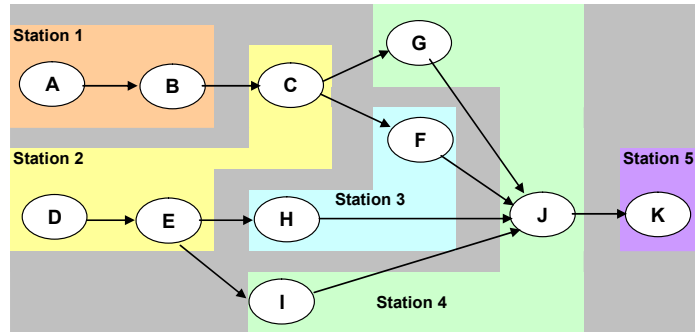 Station 1
G
A
B
C
F
Station 2
Station 5
D
E
H
Station 3
J
K
I
Station 4